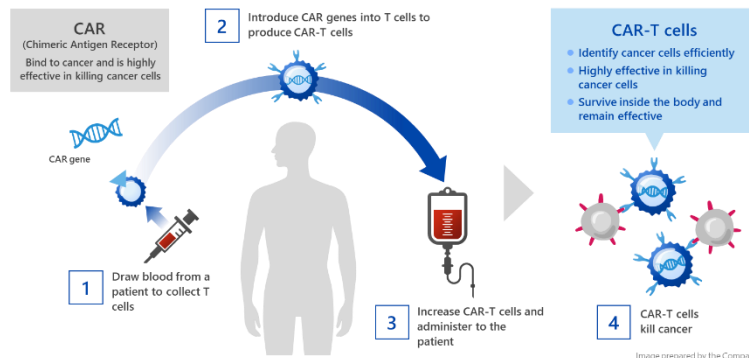 CAR
(Chimeric Antigen Receptor)
Bind to cancer and is highly
effective in killing cancer cells
2
Introduce CAR genes into T cells to
produce CAR-T cells
CAR-T cells
Identify cancer cells efficiently
Highly effective in killing
cancer cells
Survive inside the body and
remain effective
CAR gene
1
Draw blood from a
patient to collect T
cells
3
Increase CAR-T cells and
administer to the
patient
4
CAR-T cells
kill cancer
Image prepared by the